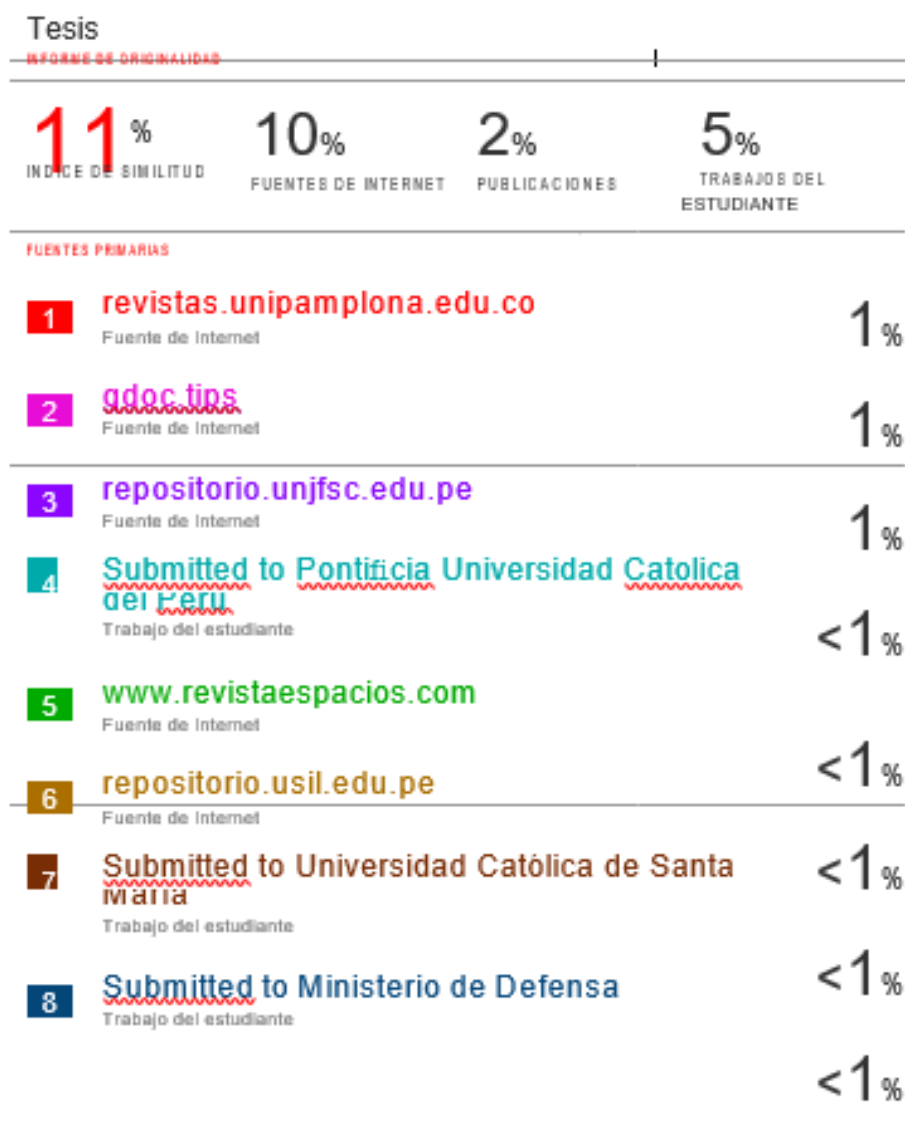 Tesis
INFORME DE ORIGINALIDAD
11%
INDICE DE SIMILITUD
10%
FUENTES DE INTERNET
2%
PUBLICACIONES
5%
TRABAJOS DEL
ESTUDIANTE
FUENTES PRIMARIAS
1 revistas.unipamplona.edu.co
Fuente de Internet
1%
2 qdoc.tips
Fuente de Internet
1%
3 repositorio.unjfsc.edu.pe
Fuente de Internet
1%
4 Submitted to Pontificia Universidad Catolica
del Peru
Trabajo del estudiante
<1%
5 www.revistaespacios.com
Fuente de Internet
<1%
6 repositorio.usil.edu.pe
Fuente de Internet
<1%
7 Submitted to Universidad Católica de Santa
María
Trabajo del estudiante
<1%
8 Submitted to Ministerio de Defensa
Trabajo del estudiante
<1%